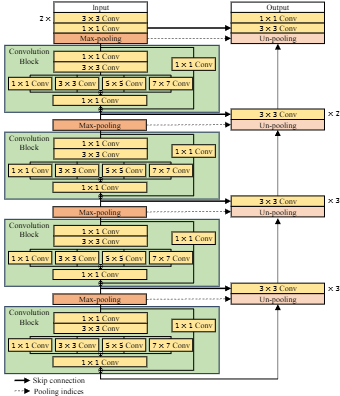 Input
2 × 3 × 3 Conv
1 × 1 Conv
Max-pooling
Output
1 × 1 Conv
3 × 3 Conv
Un-pooling
Convolution
Block
1 × 1 Conv
3 × 3 Conv
1 × 1 Conv
1 × 1 Conv 3 × 3 Conv 5 × 5 Conv 7 × 7 Conv
1 × 1 Conv
Max-pooling
3 × 3 Conv × 2
Un-pooling
Convolution
Block
1 × 1 Conv
3 × 3 Conv
1 × 1 Conv
1 × 1 Conv 3 × 3 Conv 5 × 5 Conv 7 × 7 Conv
1 × 1 Conv
Max-pooling
3 × 3 Conv × 3
Un-pooling
Convolution
Block
1 × 1 Conv
3 × 3 Conv
1 × 1 Conv
1 × 1 Conv 3 × 3 Conv 5 × 5 Conv 7 × 7 Conv
1 × 1 Conv
Max-pooling
3 × 3 Conv × 3
Un-pooling
Convolution
Block
1 × 1 Conv
3 × 3 Conv
1 × 1 Conv
1 × 1 Conv 3 × 3 Conv 5 × 5 Conv 7 × 7 Conv
1 × 1 Conv
Skip connection
Pooling indices